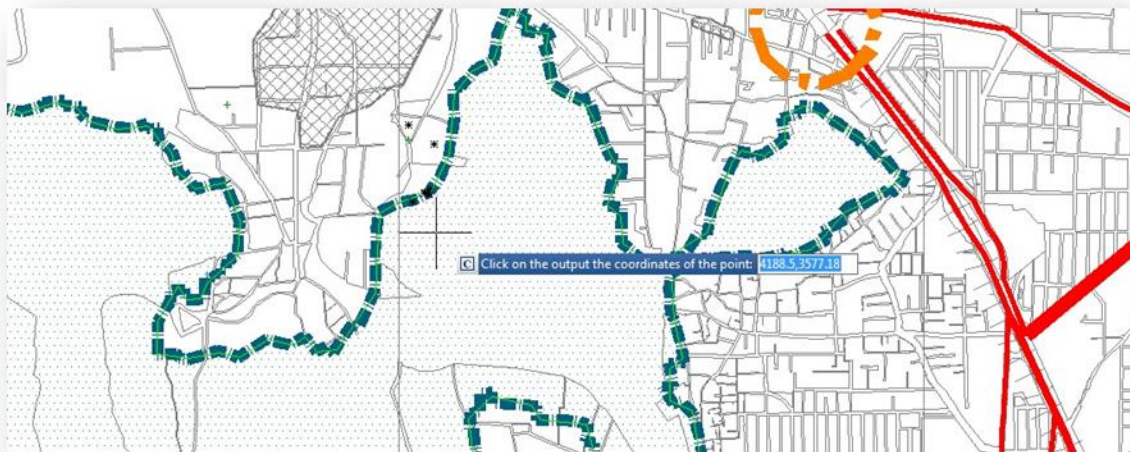 Click on the output the coordinates of the point: 4188.5,3577.18